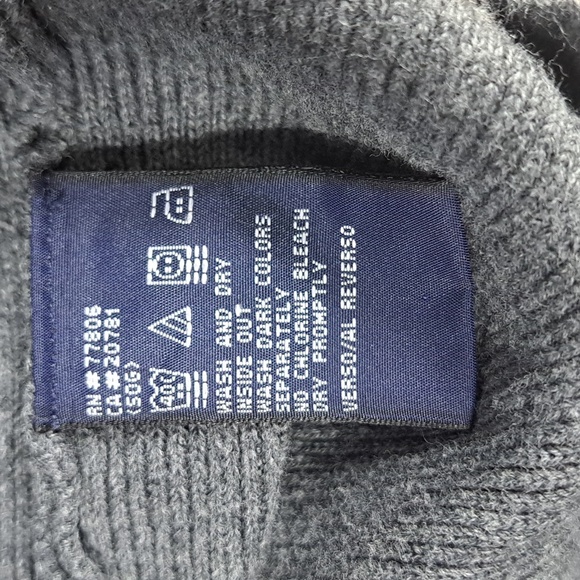 RN # 77806
CA # 20781
(SOG)
40
WASH AND DRY
INSIDE OUT
WASH DARK COLORS
SEPARATELY
NO CHLORINE BLEACH
DRY PROMPTLY
VERSO/AL REVERSO